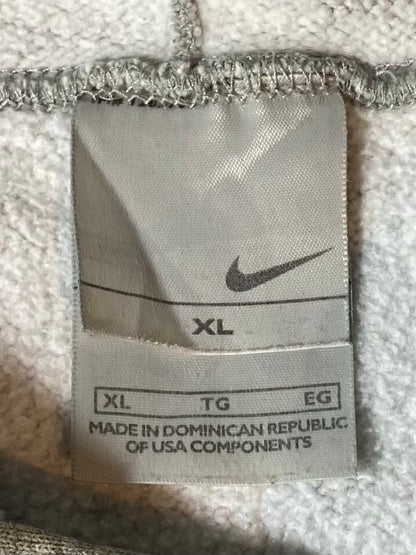 XL
XL TG EG
MADE IN DOMINICAN REPUBLIC
OF USA COMPONENTS